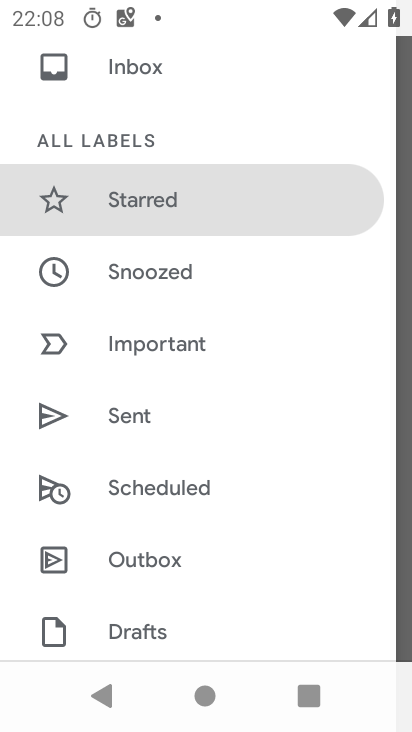 22:08
Inbox
ALL LABELS
Starred
Snoozed
Important
Sent
Scheduled
Outbox
Drafts